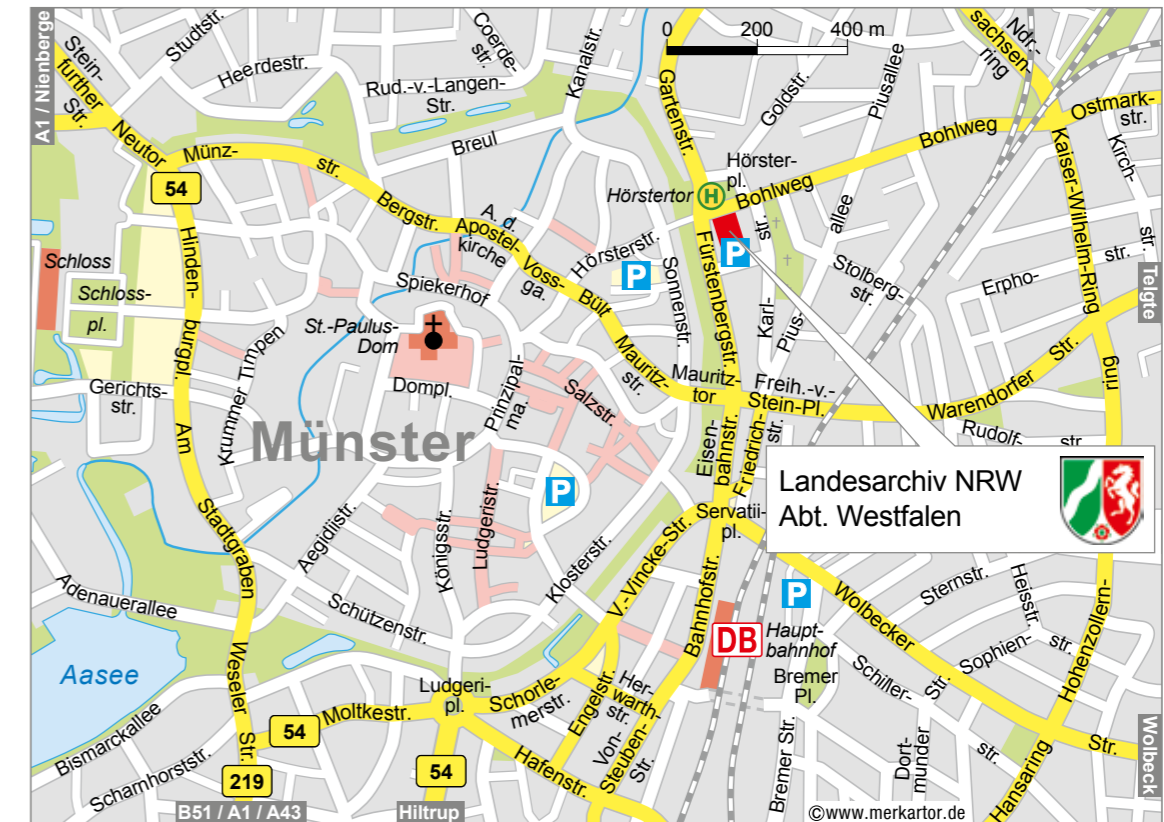 0 200 400 m
A1 / Nienberge
Stein-
further
Str.
Studtstr.
Heerdestr.
Coerde-
str.
Rud.-v.-Langen-
Str.
Kanalstr.
Gartenstr.
Goldstr.
Piusallee
Nieder-
sachsen-
ring
Ndr.-
Ostmark-
str.
Neutor
Münz-
str.
Breul
Bohlweg
Kirch-
str.
54
Hörster-
pl.
Hörstertor
H
Bohlweg
Kaiser-Wilhelm-Ring
Bergstr.
A. d.
Apostel-
kirche
Voss-
ga.
Bült
Hörsterstr.
P
Sonnenstr.
Fürstenbergstr.
P
Karl-
str.
Pius-
allee
Stolberg-
str.
Erpho-
str.
Telgte
Schloss
Schloss-
pl.
Hinden-
burgpl.
Spiekerhof
St.-Paulus-
Dom
Dompl.
Prinzipal-
ma.
Salzstr.
Mauritz-
str.
Mauritz-
tor
Freih.-v.-
Stein-Pl.
Warendorfer
Str.
ring
Gerichts-
str.
Krummer Timpen
Am
Stadtgraben
Münster
Eisen-
bahnstr.
Friedrich-
str.
Rudolf-
str.
Landesarchiv NRW
Abt. Westfalen
P
Servatii-
pl.
Aegidiistr.
Königsstr.
Ludgeristr.
Klosterstr.
V.-Vincke-Str.
Bahnhofstr.
Wolbecker
Str.
Sternstr.
Heisstr.
Adenauerallee
Schützenstr.
P
DB
Haupt-
bahnhof
Bremer
Pl.
Schiller-
str.
Sophien-
str.
Hohenzollern-
Aasee
Weseler
Str.
Ludgeri-
pl.
Schorle-
merstr.
Engelstr.
Her-
warth-
str.
Von-
Steuben-
Str.
Bismarckallee
Scharnhorststr.
54
Moltkestr.
219
54
Hafenstr.
Bremer Str.
Dort-
munder
Str.
Hansaring
Wolbeck
B51 / A1 / A43
Hiltrup
©www.merkartor.de